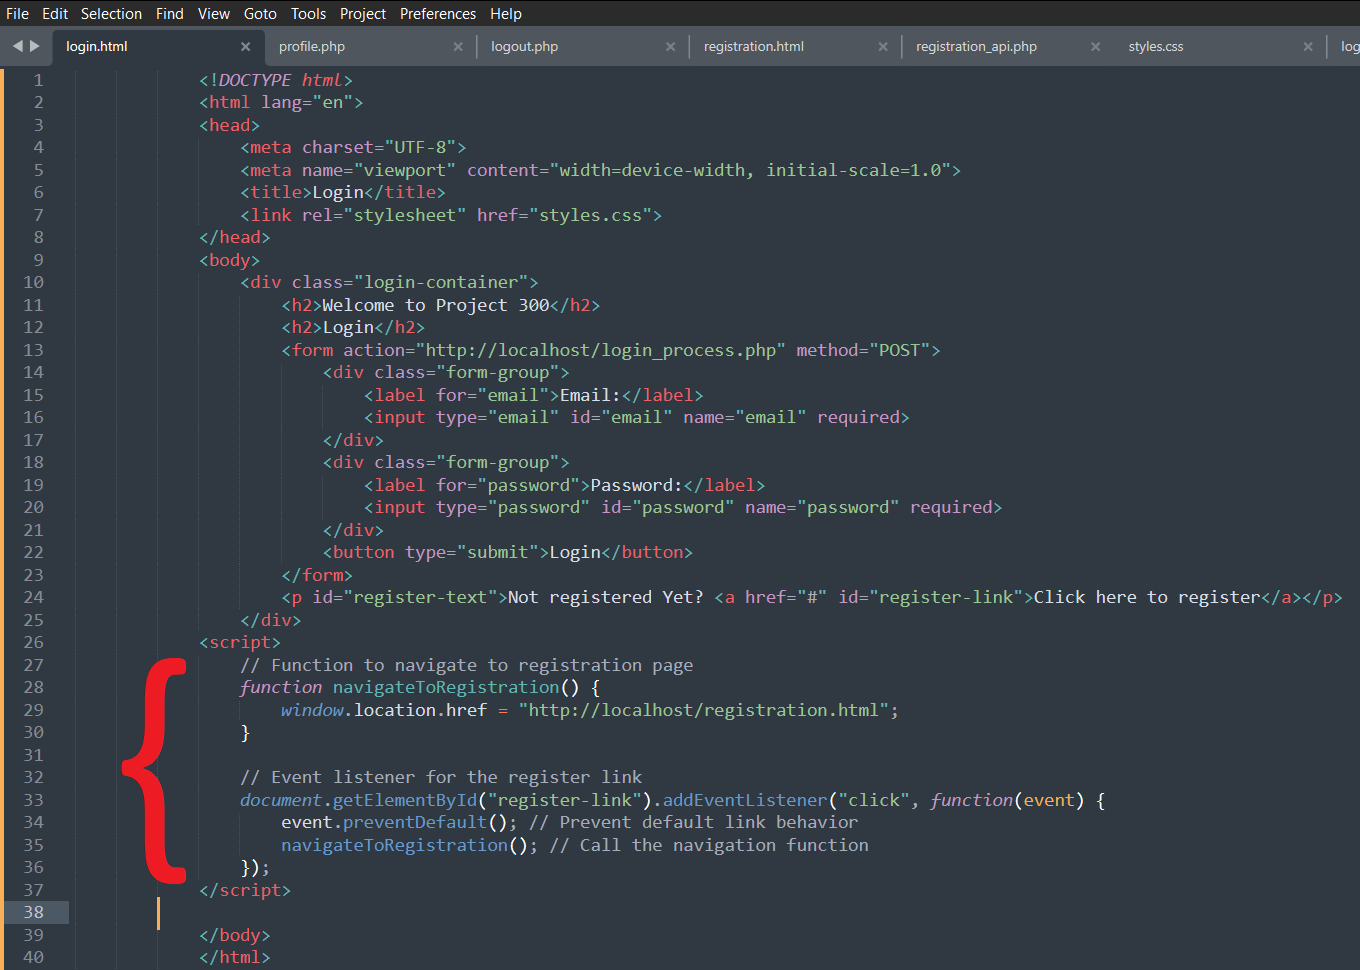 File Edit Selection Find View Goto Tools Project Preferences Help
login.html × profile.php × logout.php × registration.html × registration_api.php × styles.css × log
1 <!DOCTYPE html>
2 <html lang="en">
3 <head>
4 <meta charset="UTF-8">
5 <meta name="viewport" content="width=device-width, initial-scale=1.0">
6 <title>Login</title>
7 <link rel="stylesheet" href="styles.css">
8 </head>
9 <body>
10 <div class="login-container">
11 <h2>Welcome to Project 300</h2>
12 <h2>Login</h2>
13 <form action="http://localhost/login_process.php" method="POST">
14 <div class="form-group">
15 <label for="email">Email:</label>
16 <input type="email" id="email" name="email" required>
17 </div>
18 <div class="form-group">
19 <label for="password">Password:</label>
20 <input type="password" id="password" name="password" required>
21 </div>
22 <button type="submit">Login</button>
23 </form>
24 <p id="register-text">Not registered Yet? <a href="#" id="register-link">Click here to register</a></p>
25 </div>
26 <script>
27 // Function to navigate to registration page
28 function navigateToRegistration() {
29 window.location.href = "http://localhost/registration.html";
30 }
31
32 // Event listener for the register link
33 document.getElementById("register-link").addEventListener("click", function(event) {
34 event.preventDefault(); // Prevent default link behavior
35 navigateToRegistration(); // Call the navigation function
36 });
37 </script>
38
39 </body>
40 </html>